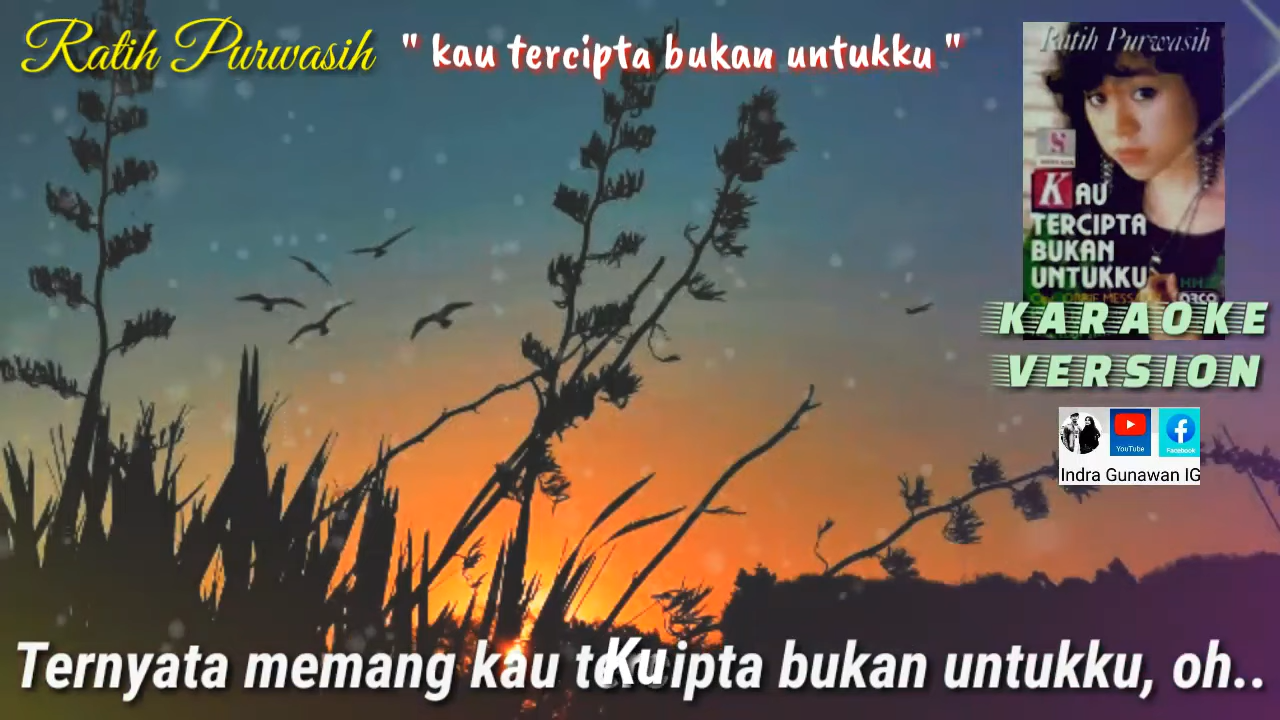 Ratih Purwasih " kau tercipta bukan untukku "
Ratih Purwasih
S
KAU
TERCIPTA
BUKAN
UNTUKKU
KARAOKE
VERSION
YouTube
Facebook
Indra Gunawan IG
Ternyata memang kau tercipta bukan untukku, oh..
Ku